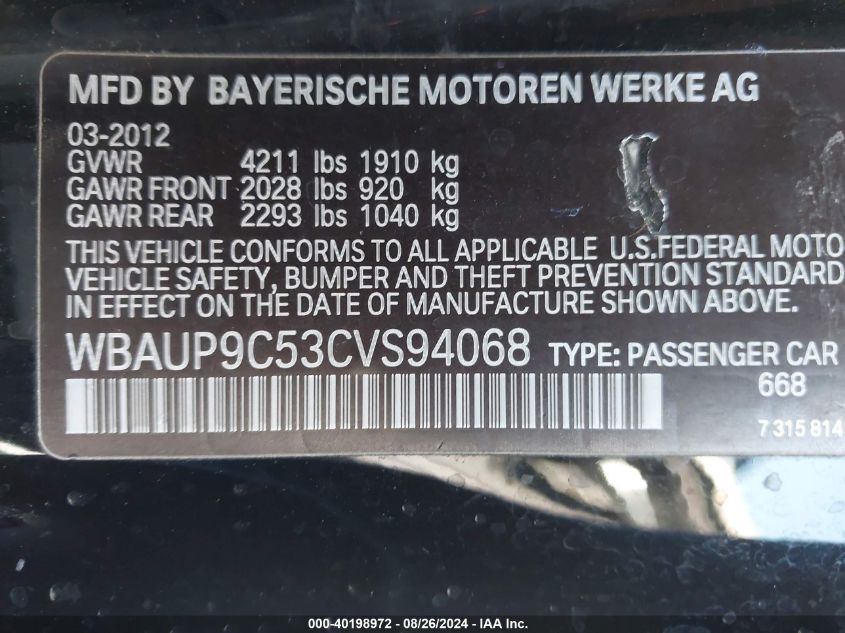 MFD BY BAYERISCHE MOTOREN WERKE AG
03-2012
GVWR 4211 lbs 1910 kg
GAWR FRONT 2028 lbs 920 kg
GAWR REAR 2293 lbs 1040 kg
THIS VEHICLE CONFORMS TO ALL APPLICABLE U.S.FEDERAL MOTO
VEHICLE SAFETY, BUMPER AND THEFT PREVENTION STANDARD
IN EFFECT ON THE DATE OF MANUFACTURE SHOWN ABOVE.
WBAUP9C53CVS94068 TYPE: PASSENGER CAR
668
7 315 814
000-40198972 / 08/26/2024 - IAA Inc.